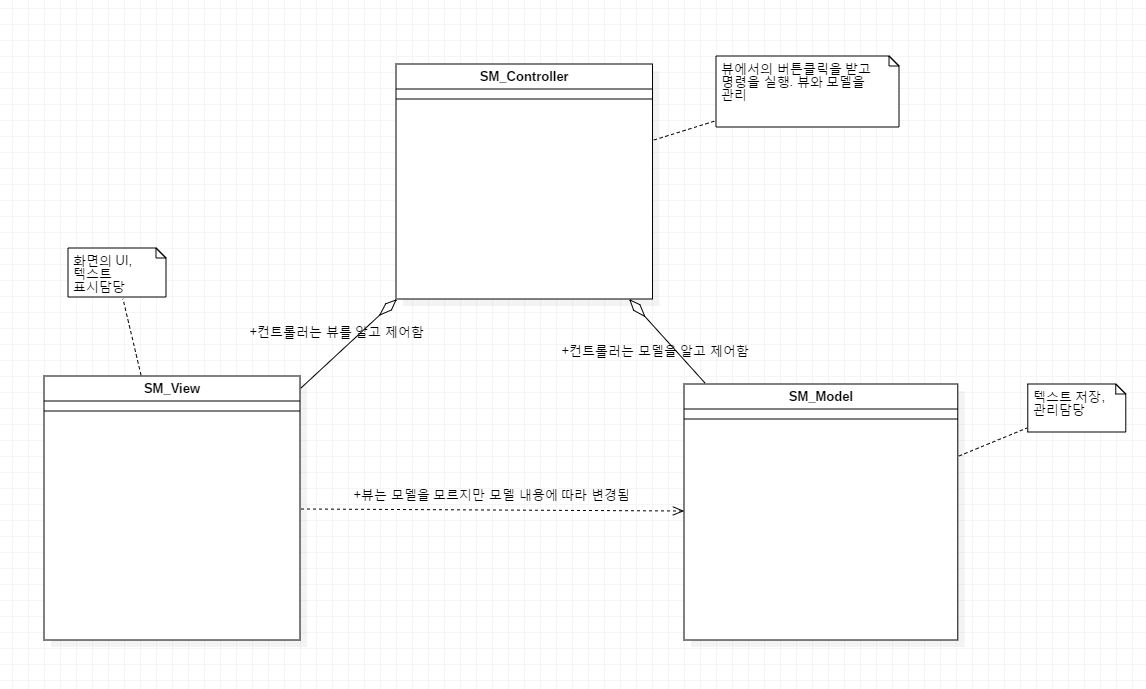 SM_Controller
뷰에서의 버튼클릭을 받고
명령을 실행. 뷰와 모델을
관리
화면의 UI,
텍스트
표시담당
+컨트롤러는 뷰를 알고 제어함
+컨트롤러는 모델을 알고 제어함
SM_View
SM_Model
텍스트 저장,
관리담당
+뷰는 모델을 모르지만 모델 내용에 따라 변경됨